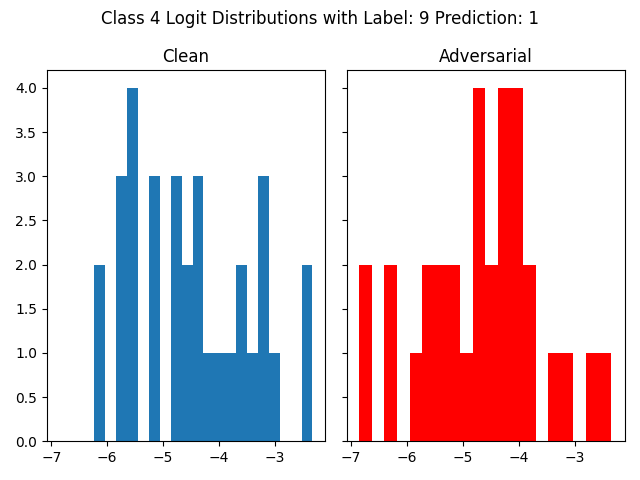 Class 4 Logit Distributions with Label: 9 Prediction: 1
Clean
Adversarial
4.0
3.5
3.0
2.5
2.0
1.5
1.0
0.5
0.0
−7 −6 −5 −4 −3
−7 −6 −5 −4 −3